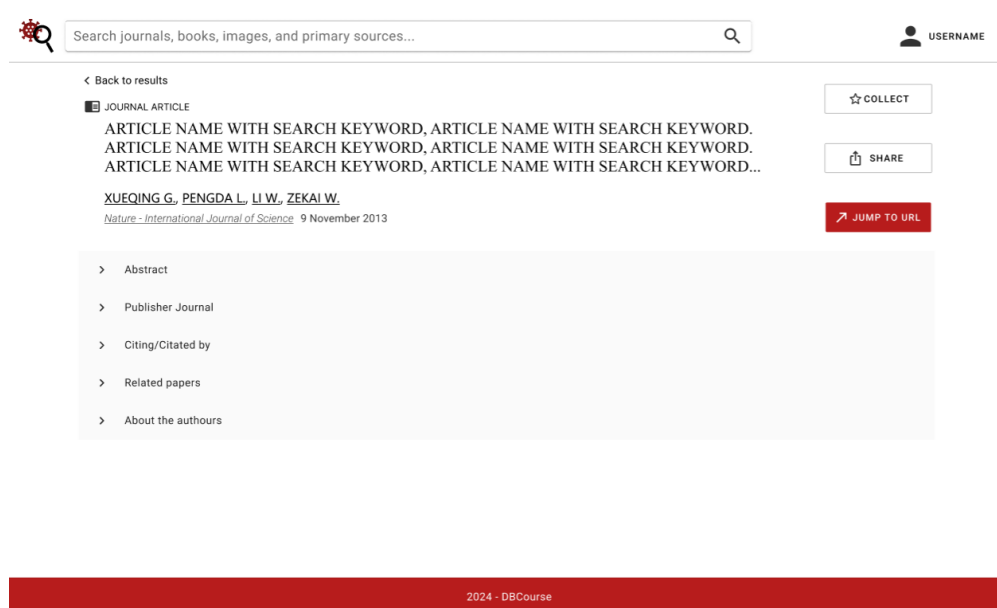 Search journals, books, images, and primary sources...
USERNAME
Back to results
COLLECT
JOURNAL ARTICLE
ARTICLE NAME WITH SEARCH KEYWORD, ARTICLE NAME WITH SEARCH KEYWORD.
ARTICLE NAME WITH SEARCH KEYWORD, ARTICLE NAME WITH SEARCH KEYWORD.
ARTICLE NAME WITH SEARCH KEYWORD, ARTICLE NAME WITH SEARCH KEYWORD...
SHARE
XUEQING G., PENGDA L., LI W., ZEKAI W.
Nature - International Journal of Science 9 November 2013
JUMP TO URL
Abstract
Publisher Journal
Citing/Citated by
Related papers
About the authours
2024 - DBCourse